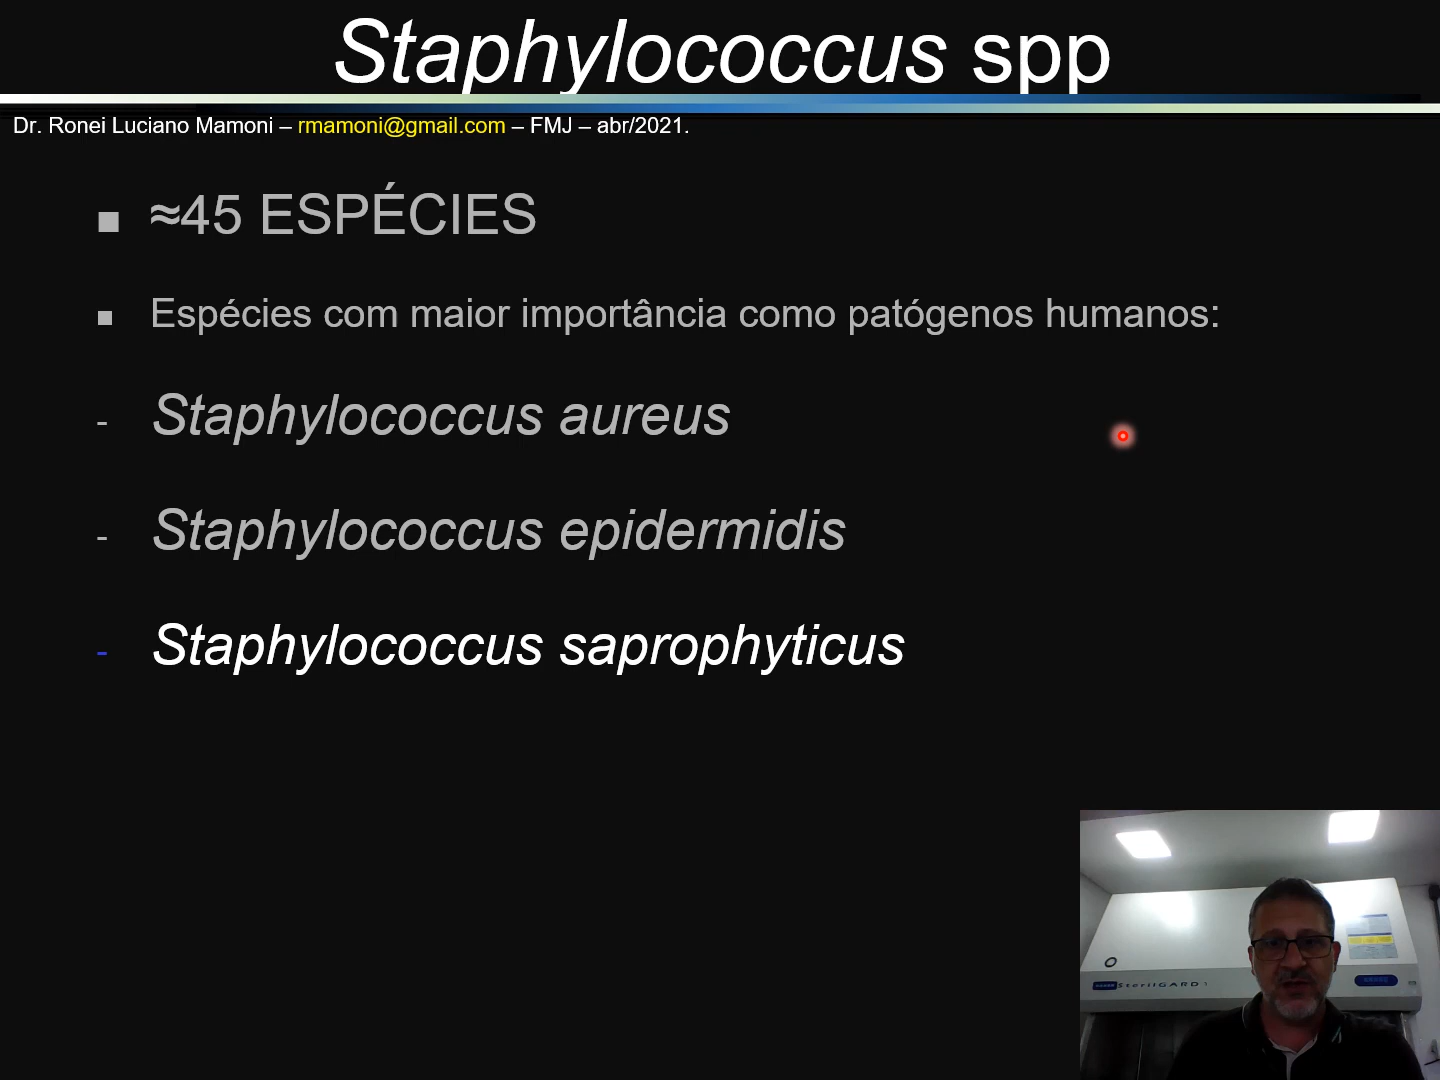 Staphylococcus spp
Dr. Ronei Luciano Mamoni – rmamoni@gmail.com – FMJ – abr/2021.
■ ≈45 ESPÉCIES
■ Espécies com maior importância como patógenos humanos:
- Staphylococcus aureus
- Staphylococcus epidermidis
- Staphylococcus saprophyticus
SterilGARD